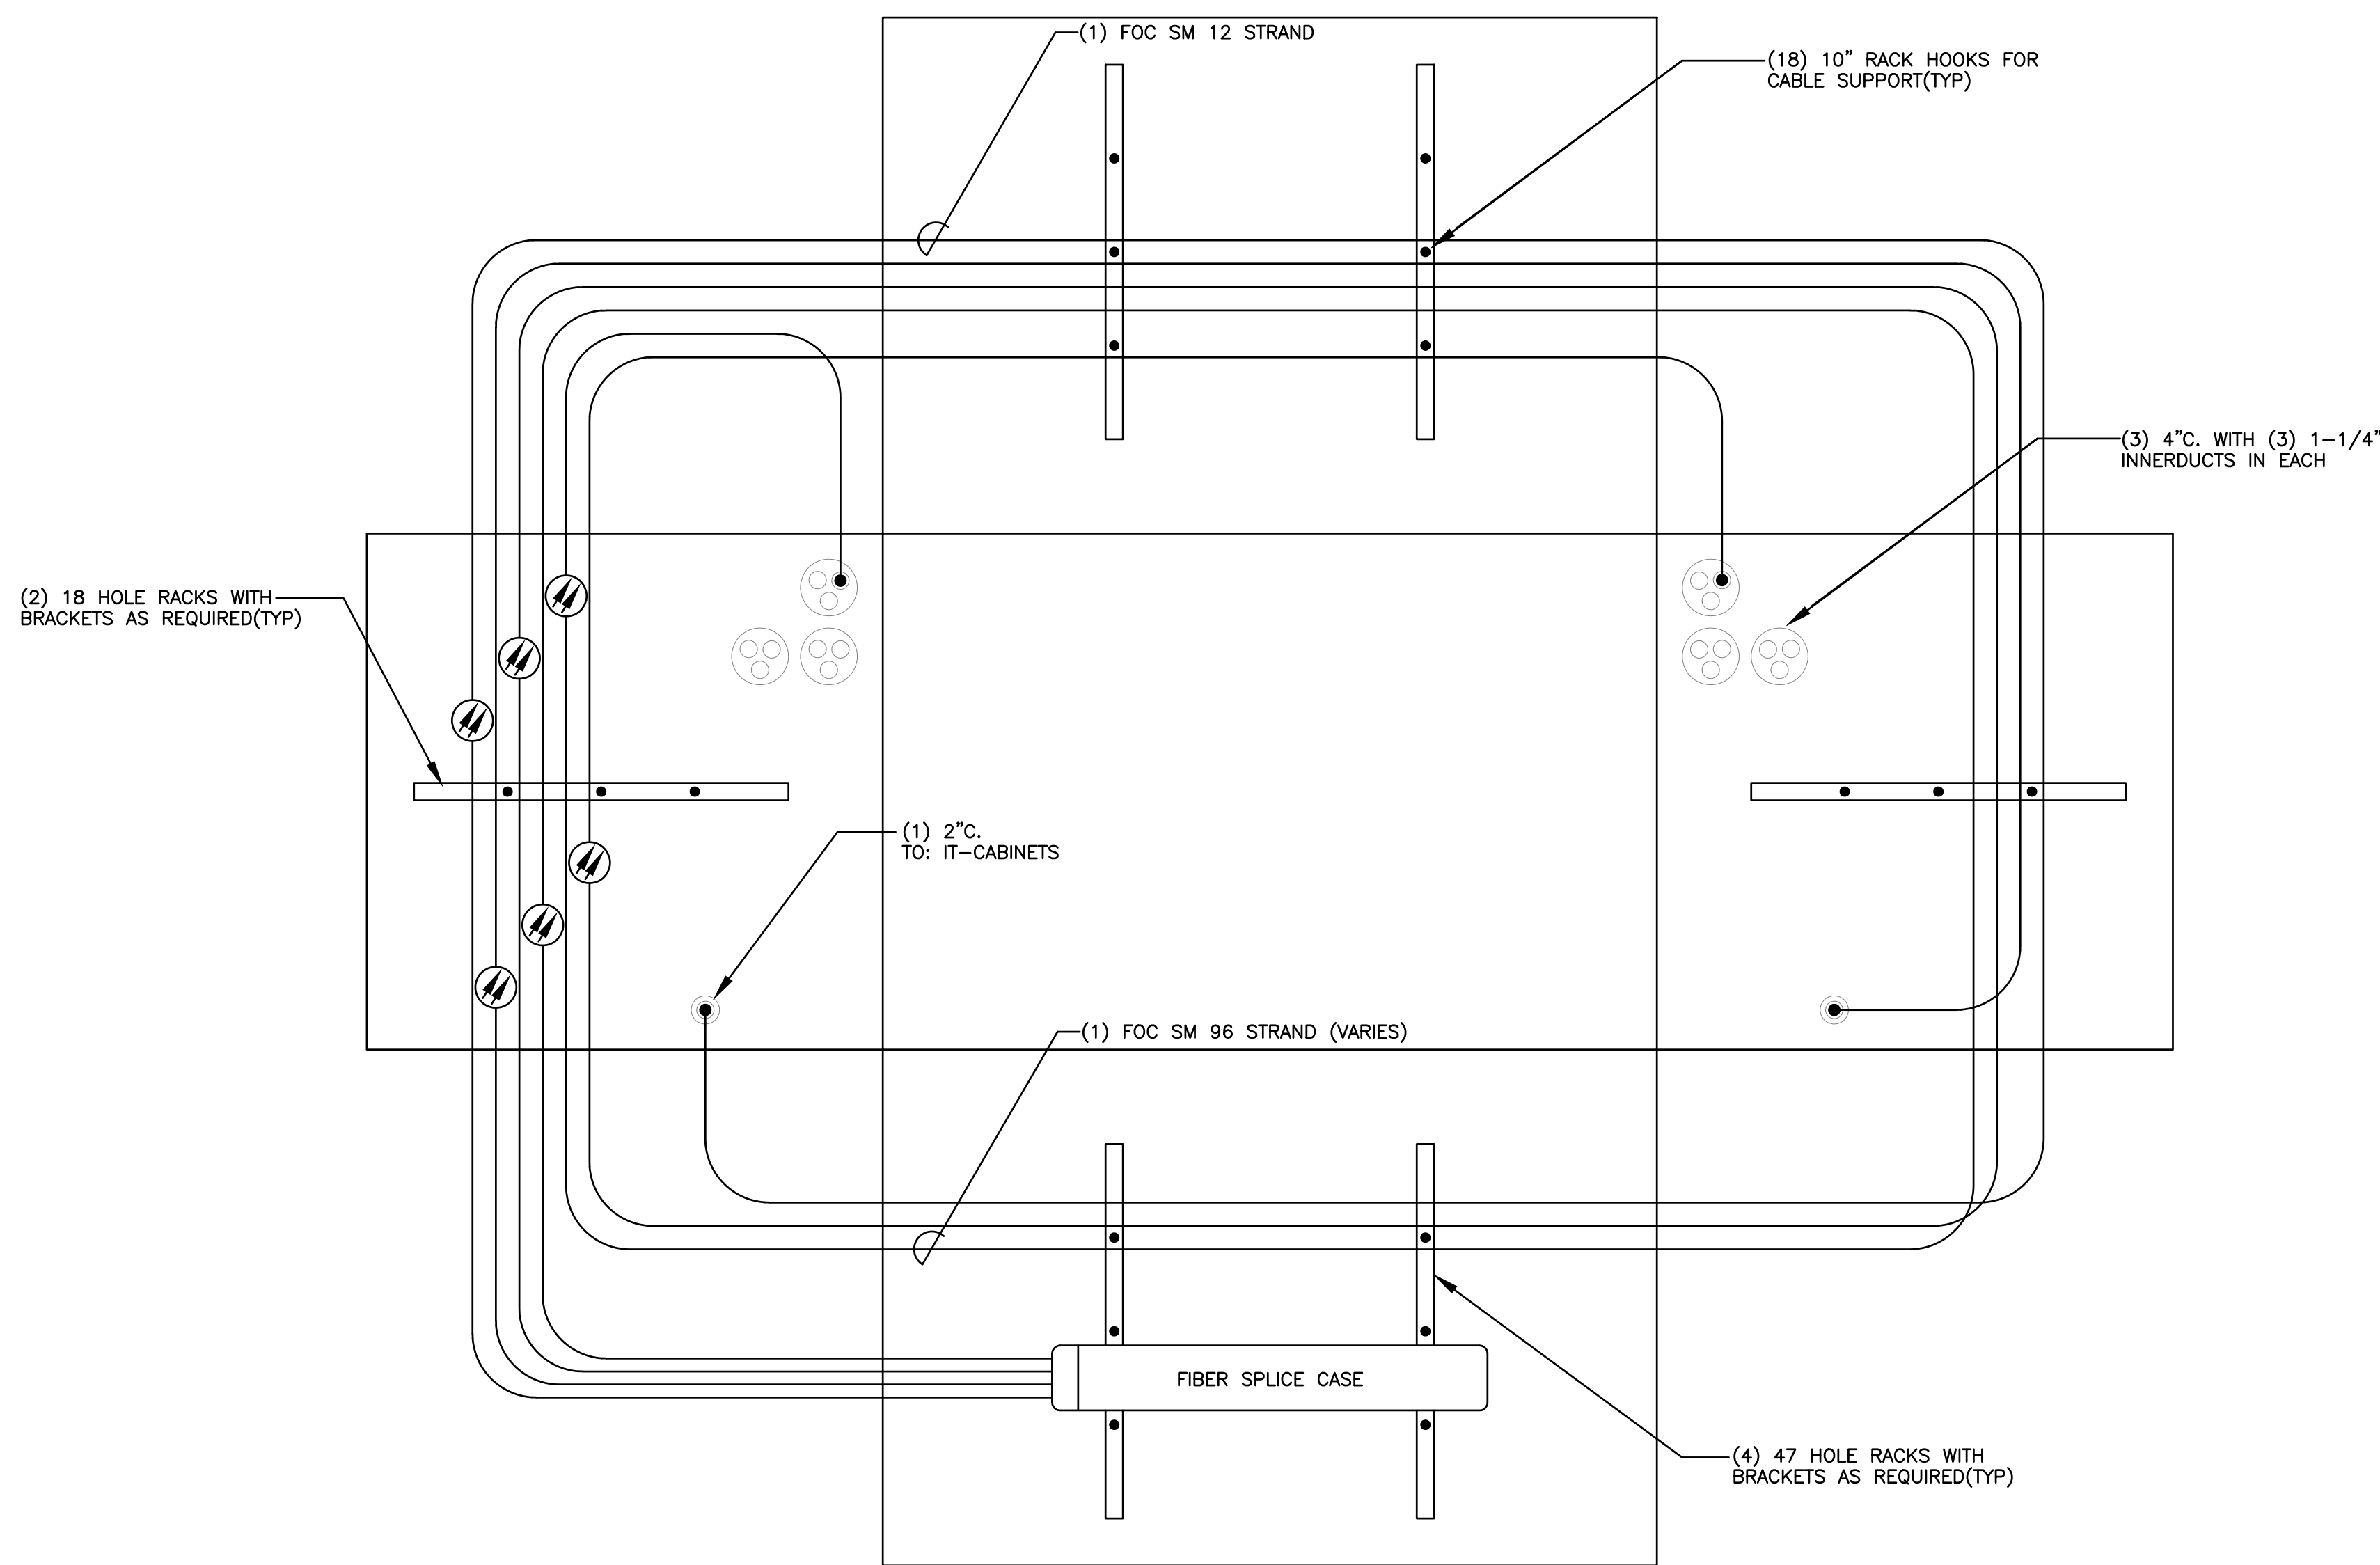 (1) FOC SM 12 STRAND
(18) 10" RACK HOOKS FOR
CABLE SUPPORT(TYP)
(3) 4"C. WITH (3) 1-1/4"
INNERDUCTS IN EACH
(2) 18 HOLE RACKS WITH
BRACKETS AS REQUIRED(TYP)
(1) 2"C.
TO: IT-CABINETS
(1) FOC SM 96 STRAND (VARIES)
FIBER SPLICE CASE
(4) 47 HOLE RACKS WITH
BRACKETS AS REQUIRED(TYP)